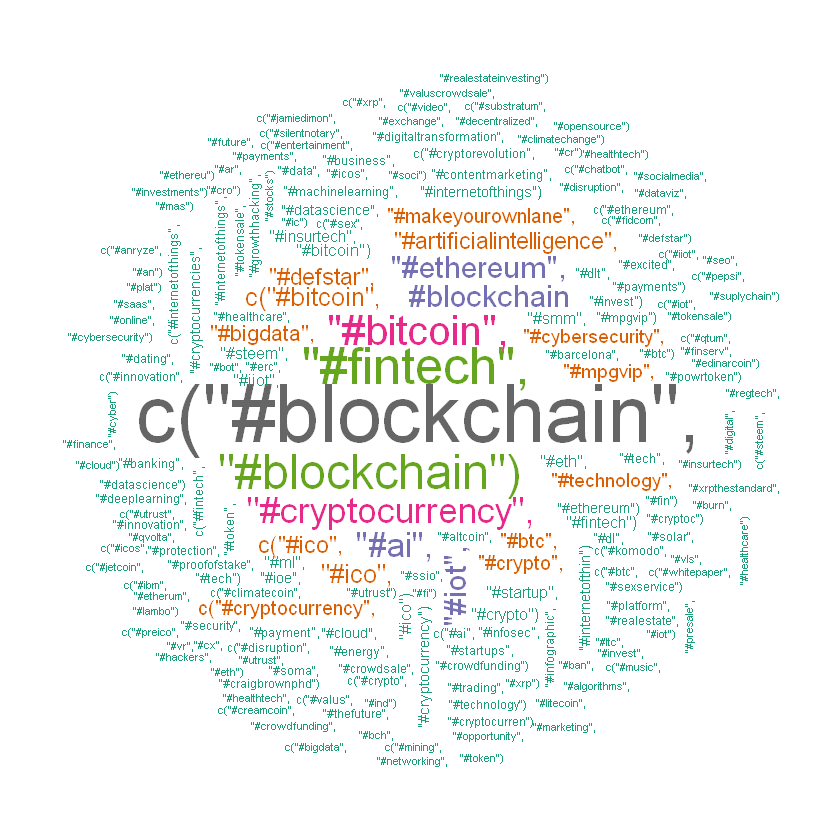 "#realestateinvesting")
"#valuscrowdsale",
c("#xrp",
c("#video",
c("#substratum",
c("#jamiedimon",
"#exchange",
"#decentralized",
"#opensource")
c("#silentnotary",
"#digitaltransformation",
"#climatechange")
"#future",
c("#entertainment",
"#payments",
"#business",
c("#cryptorevolution",
"#cr")
"#healthtech")
"#ar",
"#data",
"#icos",
"#soci")
"#contentmarketing",
c("#chatbot",
"#socialmedia",
"#ethereu")
"#investments")
"#cro")
"#stocks")
"#machinelearning",
"#internetofthings")
"#disruption",
"#dataviz",
"#mas")
"#internetofthings",
"#tokensale",
"#growthhacking",
"#datascience",
"#ic")
c("#sex",
"#makeyourownlane",
c("#ethereum",
"#fidcom",
c("#anryze",
"#insurtech",
"#bitcoin")
"#artificialintelligence",
"#defstar")
c("#iiot",
"#seo",
"#an")
"#plat")
c("#internetofthings",
"#cryptocurrencies",
"#defstar",
"#ethereum",
"#dlt",
"#excited",
c("#pepsi",
"#saas",
c("#bitcoin",
#blockchain
"#invest")
"#payments")
"#suplychain")
"#online",
"#healthcare",
"#smm",
"#mpgvip")
c("#iot",
"#tokensale")
"#cybersecurity")
"#bigdata",
"#bitcoin",
"#cybersecurity",
c("#qtum",
"#dating",
"#steem",
"#fintech",
"#barcelona",
"#btc")
"#finserv",
"#edinarcoin"
c("#innovation",
"#bot",
"#erc",
"#iiot",
"#mpgvip",
"#powrtoken")
"#cyber")
c("#blockchain",
"#regtech",
"#digital",
c("#steem",
"#finance",
"#cloud")
"#banking",
"#blockchain")
"#eth",
"#tech",
"#insurtech")
"#datascience")
"#technology",
"#xrpthestandard",
"#deeplearning",
c("#fintech",
"#token",
"#cryptocurrency",
"#ethereum")
"#fin")
"#burn",
"#utrust",
"#innovation",
"#fintech")
c("#cryptoc")
"#qvolta",
c("#icos",
"#protection",
c("#ico",
"#ai",
"#iot",
"#altcoin",
"#btc",
"#dl",
"#solar",
c("#komodo",
"#vls",
"#healthcare")
c("#jetcoin",
"#proofofstake",
"#ml",
"#ssio",
"#crypto",
"#internetofthin")
c("#btc",
c("#whitepaper",
c("#ibm",
"#tech")
"#ioe",
"#ico",
"#fi")
"#sexservice")
"#etherum",
c("#climatecoin",
"#utrust")
"#startup",
"#lambo")
c("#cryptocurrency",
"#ico")
"#cryptocurrency")
"#crypto")
"#platform",
"#realestate",
"#presale",
c("#preico",
"#security",
"#payment",
"#cloud",
c("#ai",
"#infosec",
"#infographic",
"#ltc",
"#iot")
"#vr",
"#cx",
c("#disruption",
"#energy",
"#startups",
"#invest",
"#hackers",
"#utrust",
"#crowdsale",
"#crowdfunding")
"#ban",
c("#music",
"#eth")
"#soma",
c("#crypto,
"#craigbrownphd")
"#trading",
"#xrp")
"#algorithms",
"#healthtech",
c("#valus",
"#ind")
"#technology")
"#litecoin",
c("#creamcoin",
"#thefuture",
"#cryptocurren")
"#crowdfunding",
"#bch",
"#opportunity",
"#marketing",
c("#bigdata",
c("#mining",
"#networking",
"#token")